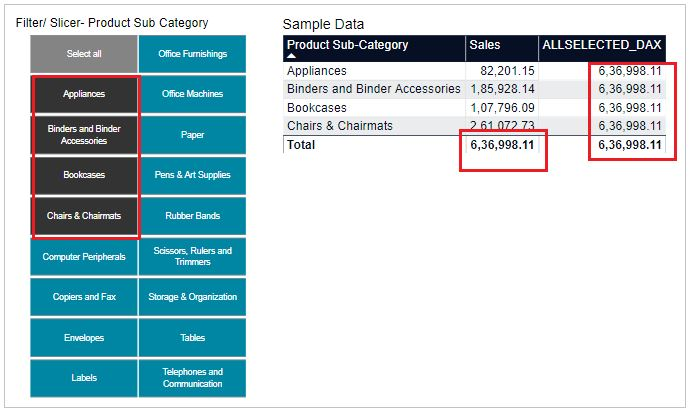 Filter/ Slicer- Product Sub Category
Select all
Office Furnishings
Appliances
Office Machines
Binders and Binder
Accessories
Paper
Bookcases
Pens & Art Supplies
Chairs & Chairmats
Rubber Bands
Computer Peripherals
Scissors, Rulers and
Trimmers
Copiers and Fax
Storage & Organization
Envelopes
Tables
Labels
Telephones and
Communication
Sample Data
Product Sub-Category Sales ALLSELECTED_DAX
Appliances 82,201.15 6,36,998.11
Binders and Binder Accessories 1,85,928.14 6,36,998.11
Bookcases 1,07,796.09 6,36,998.11
Chairs & Chairmats 2,61,072.73 6,36,998.11
Total 6,36,998.11 6,36,998.11